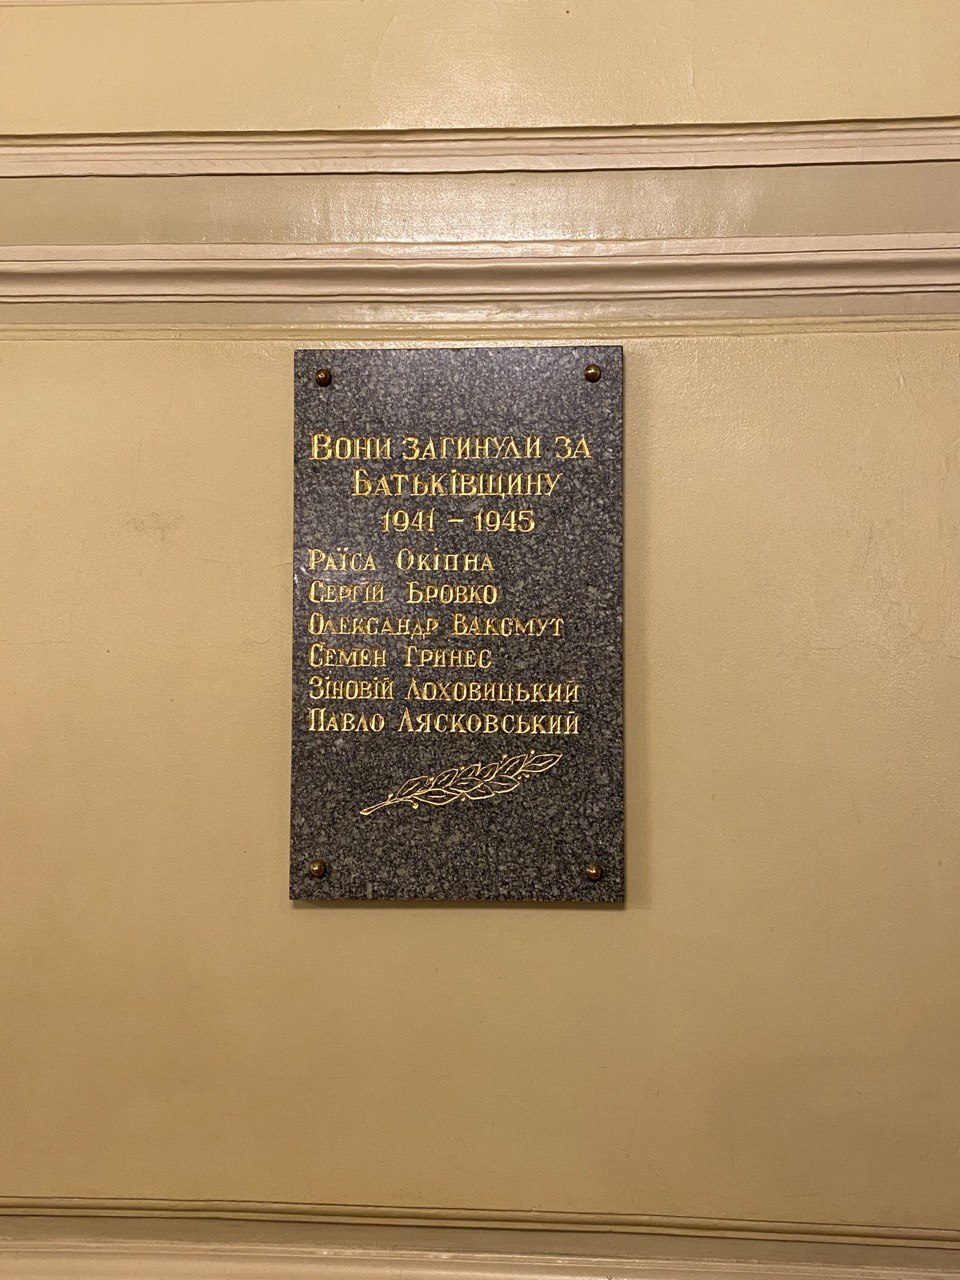 Вони загинули за
Батьківщину
1941 – 1945
Раїса Окіпна
Сергій Бровко
Олександр Ваксмут
Семен Гринес
Зіновій Лоховицький
Павло Лясковський